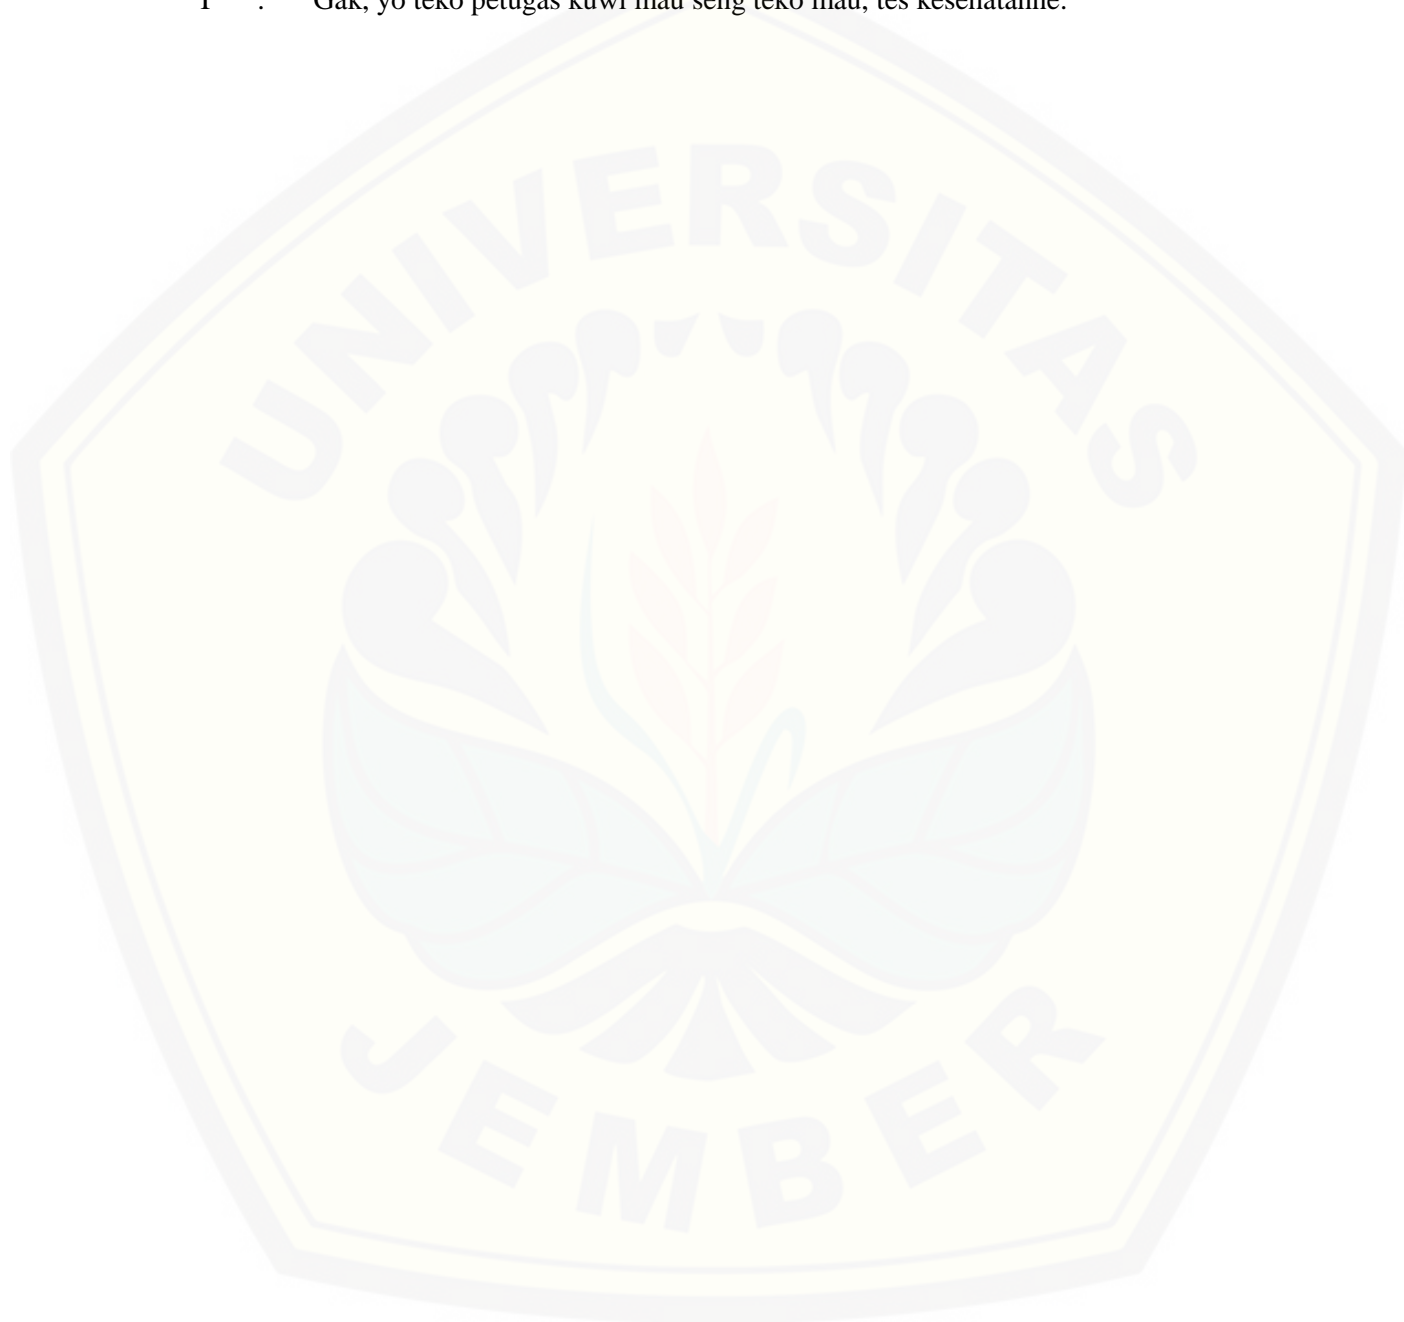 I : Gak, yo teko petugas kuwi mau seng teko mau, tes kesehatanne.
UNIVERSITAS
JEMBER